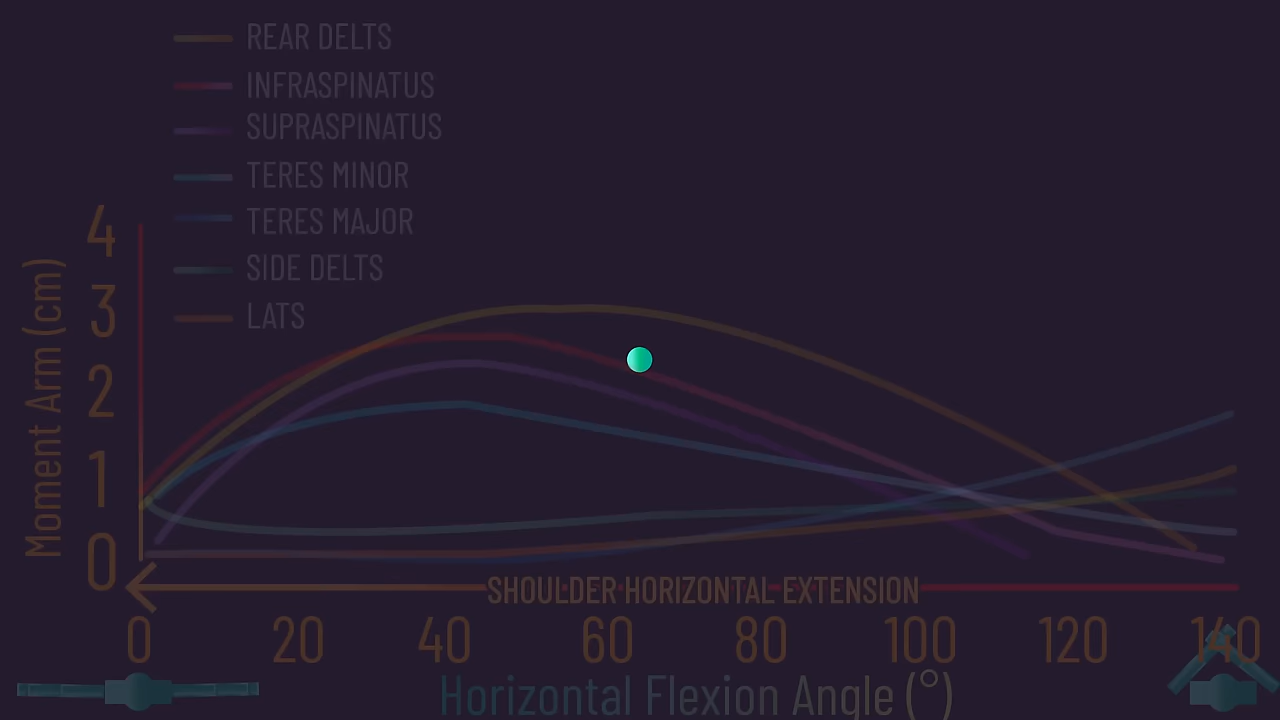 REAR DELTS
INFRASPINATUS
SUPRASPINATUS
TERES MINOR
TERES MAJOR
SIDE DELTS
LATS
Moment Arm (cm)
4
3
2
1
0
SHOULDER HORIZONTAL EXTENSION
0 20 40 60 80 100 120 140
Horizontal Flexion Angle (°)